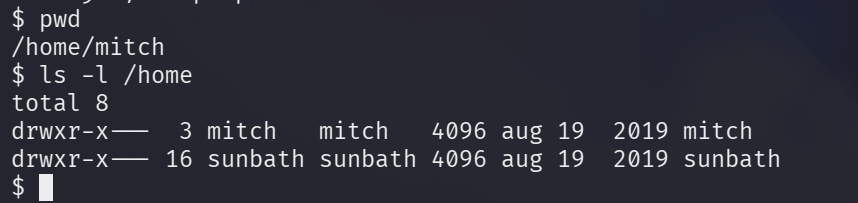 $ pwd
/home/mitch
$ ls -l /home
total 8
drwxr-x---  3 mitch   mitch   4096 aug 19  2019 mitch
drwxr-x--- 16 sunbath sunbath 4096 aug 19  2019 sunbath
$